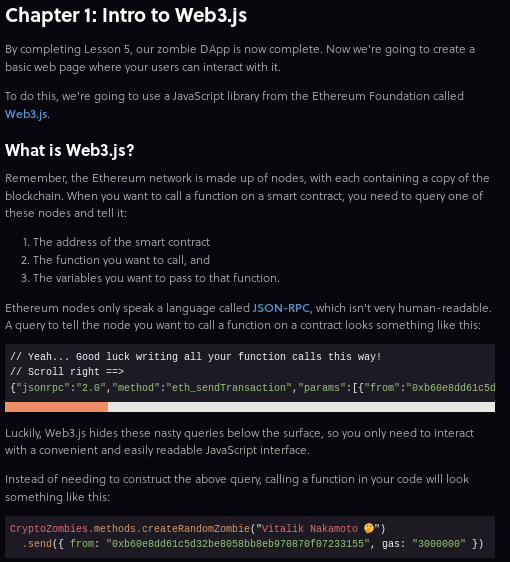 Chapter 1: Intro to Web3.js
By completing Lesson 5, our zombie DApp is now complete. Now we're going to create a
basic web page where your users can interact with it.
To do this, we're going to use a JavaScript library from the Ethereum Foundation called
Web3.js.
What is Web3.js?
Remember, the Ethereum network is made up of nodes, with each containing a copy of the
blockchain. When you want to call a function on a smart contract, you need to query one of
these nodes and tell it:
1. The address of the smart contract
2. The function you want to call, and
3. The variables you want to pass to that function.
Ethereum nodes only speak a language called JSON-RPC, which isn't very human-readable.
A query to tell the node you want to call a function on a contract looks something like this:
// Yeah... Good luck writing all your function calls this way!
// Scroll right ==>
{"jsonrpc":"2.0","method":"eth_sendTransaction","params":[{"from":"0xb60e8dd61c5d
Luckily, Web3.js hides these nasty queries below the surface, so you only need to interact
with a convenient and easily readable JavaScript interface.
Instead of needing to construct the above query, calling a function in your code will look
something like this:
CryptoZombies.methods.createRandomZombie("Vitalik Nakamoto 🤔")
.send({ from: "0xb60e8dd61c5d32be8058bb8eb970870f07233155", gas: "3000000" })